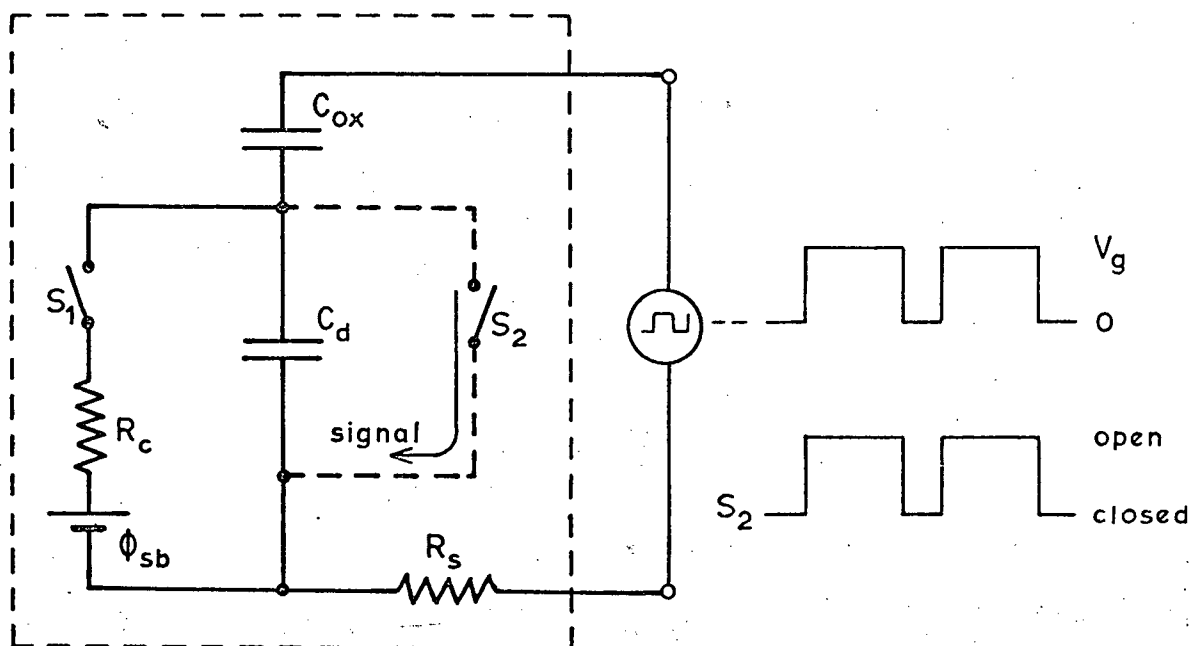 C_ox
V_g
0
S_1
C_d
S_2
R_c
signal
open
S_2
closed
ϕ_sb
R_s